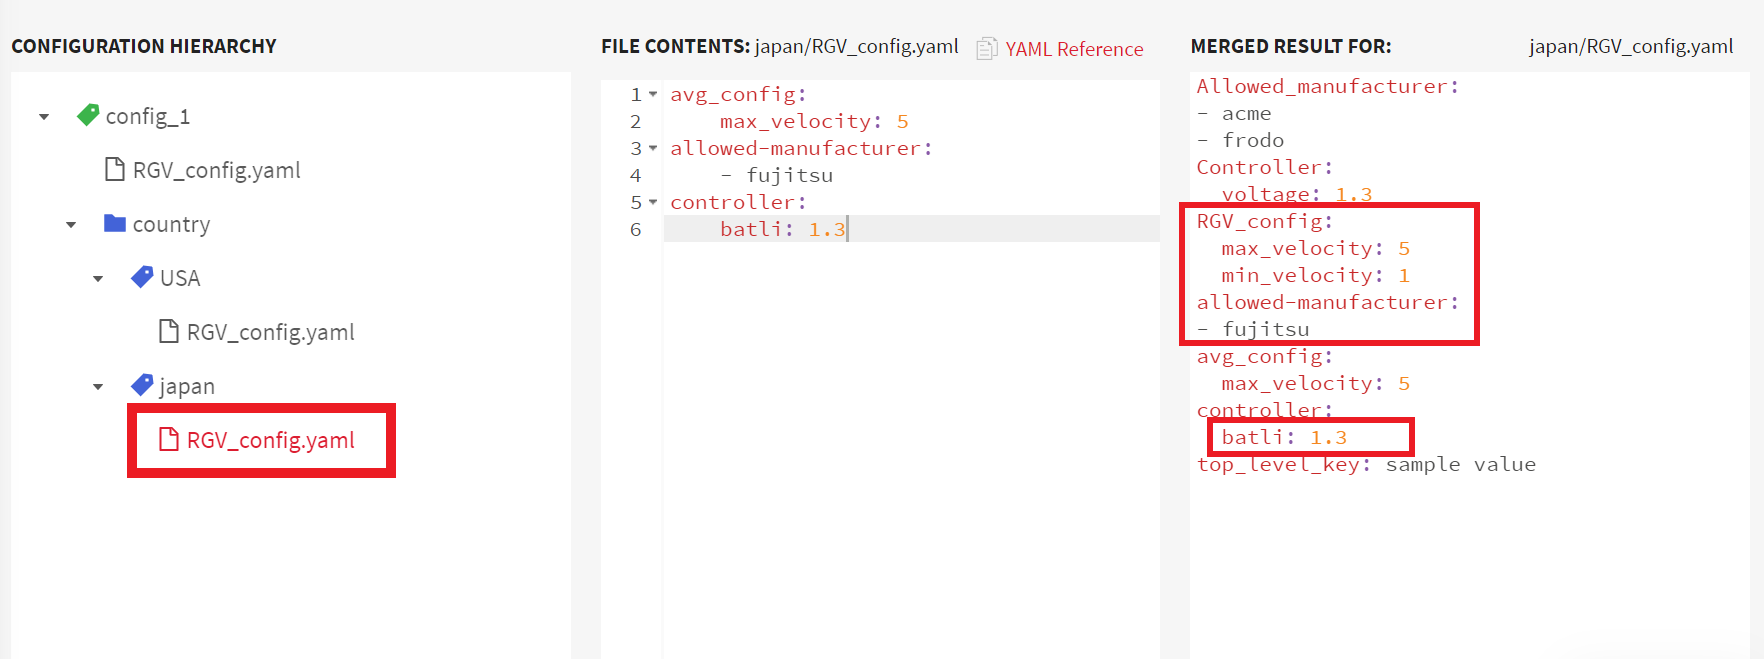 CONFIGURATION HIERARCHY
config_1
RGV_config.yaml
country
USA
RGV_config.yaml
japan
RGV_config.yaml
FILE CONTENTS: japan/RGV_config.yaml YAML Reference
1 avg_config:
2 max_velocity: 5
3 allowed-manufacturer:
4 - fujitsu
5 controller:
6 batli: 1.3
MERGED RESULT FOR: japan/RGV_config.yaml
Allowed_manufacturer:
- acme
- frodo
Controller:
voltage: 1.3
RGV_config:
max_velocity: 5
min_velocity: 1
allowed-manufacturer:
- fujitsu
avg_config:
max_velocity: 5
controller:
batli: 1.3
top_level_key: sample value